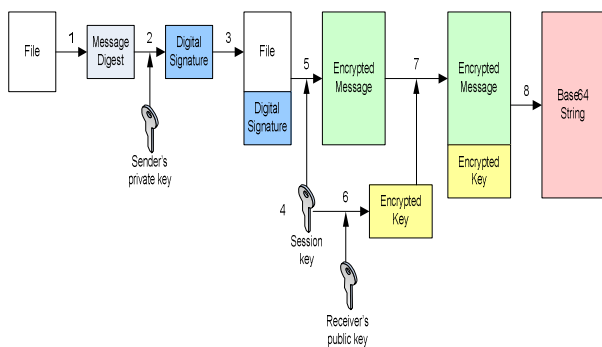 File
1
Message
Digest
2
Digital
Signature
3
File
Digital
Signature
5
Encrypted
Message
7
Encrypted
Message
Encrypted
Key
8
Base64
String
Sender's
private key
4
Session
key
6
Encrypted
Key
Receiver's
public key